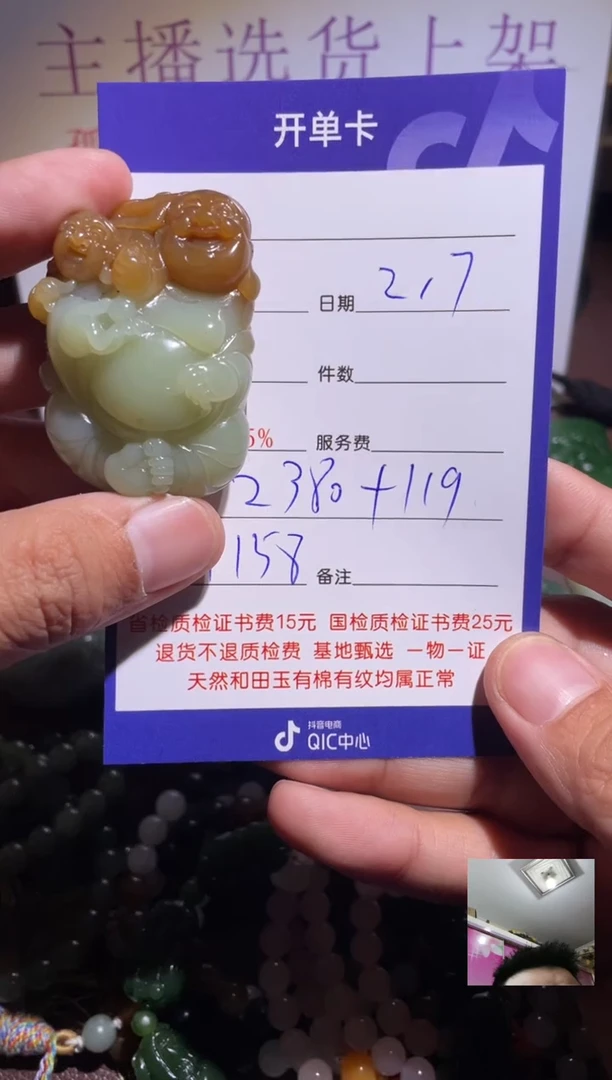 主播选货上架
开单卡
日期 2.7
件数
5% 服务费
2380+119
158 备注
省检质检证书费15元 国检质检证书费25元
退货不退质检费 基地甄选 一物一证
天然和田玉有棉有纹均属正常
抖音电商
QIC中心